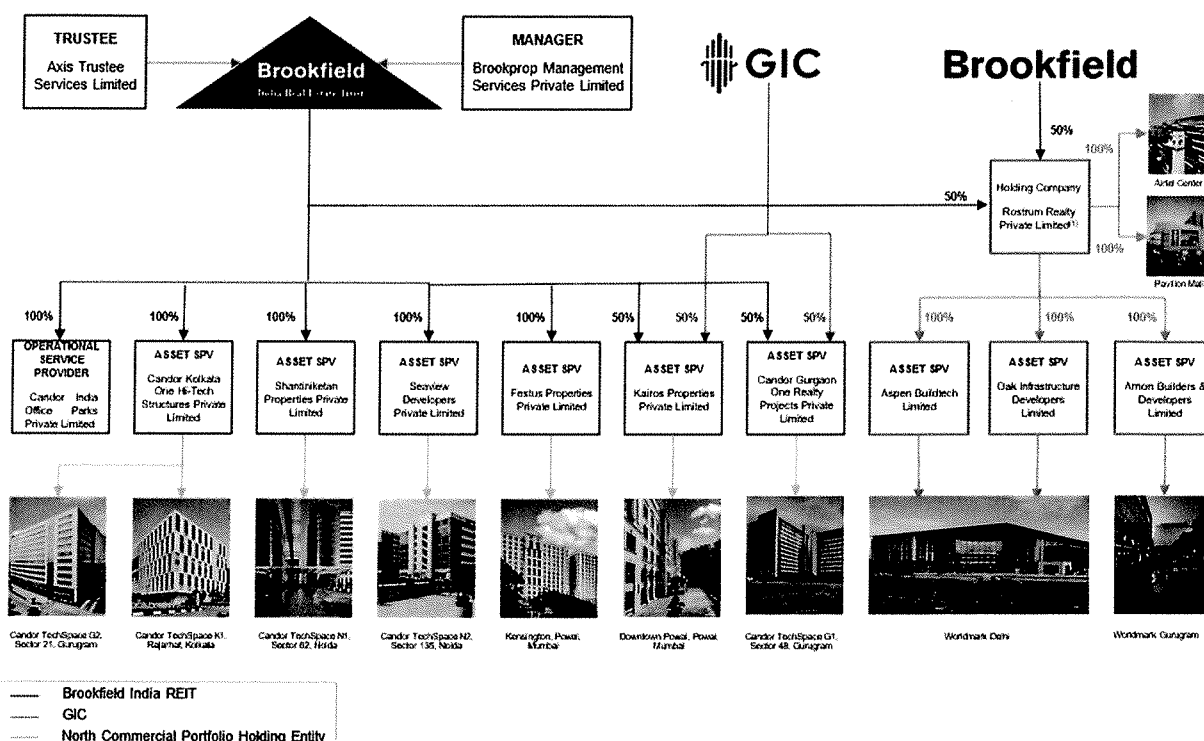 TRUSTEE
Axis Trustee
Services Limited
Brookfield
India Real Estate Trust
MANAGER
Brookprop Management
Services Private Limited
GIC
Brookfield
50%
100%
Airtel Center
Holding Company
Rostrum Realty
Private Limited(1)
50%
100%
Pavilion Mall
100%
100%
100%
100%
100%
50%
50%
50%
50%
100%
100%
100%
OPERATIONAL
SERVICE
PROVIDER
Candor India
Office Parks
Private Limited
ASSET SPV
Candor Kolkata
One Hi-Tech
Structures Private
Limited
ASSET SPV
Shantiniketan
Properties Private
Limited
ASSET SPV
Seaview
Developers
Private Limited
ASSET SPV
Festus Properties
Private Limited
ASSET SPV
Kairos Properties
Private Limited
ASSET SPV
Candor Gurgaon
One Realty
Projects Private
Limited
ASSET SPV
Aspen Buildtech
Limited
ASSET SPV
Oak Infrastructure
Developers
Limited
ASSET SPV
Arnon Builders &
Developers
Limited
Candor TechSpace G2,
Sector 21, Gurugram
Candor TechSpace K1,
Rajarhat, Kolkata
Candor TechSpace N1,
Sector 62, Noida
Candor TechSpace N2,
Sector 135, Noida
Kensington, Powai,
Mumbai
Downtown Powai, Powai,
Mumbai
Candor TechSpace G1,
Sector 48, Gurugram
Worldmark Delhi
Worldmark Gurugram
Brookfield India REIT
GIC
North Commercial Portfolio Holding Entity